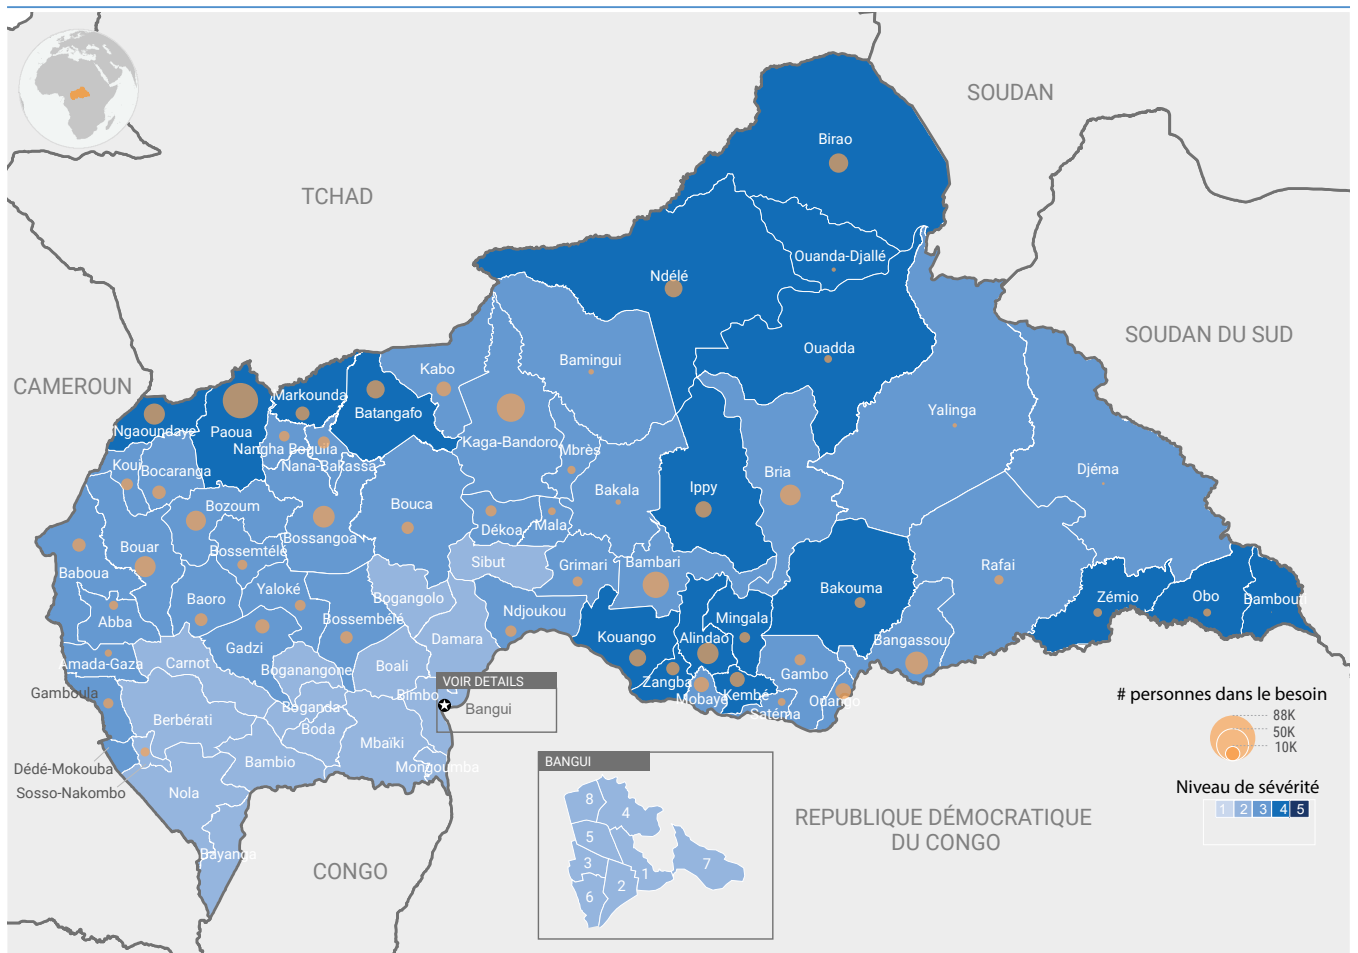 SOUDAN
Birao
TCHAD
Ouanda-Djallé
Ndélé
SOUDAN DU SUD
Ouadda
Bamingui
Kabo
CAMEROUN
Markounda
Batangafo
Yalinga
Ngaoundaye
Paoua
Kaga-Bandoro
Nangha Boguila
Mbrès
Nana-Bakassa
Koui
Bocaranga
Bria
Djéma
Bakala
Ippy
Bouca
Bozoum
Dékoa
Mala
Bossangoa
Bouar
Bossemtélé
Sibut
Grimari
Bambari
Rafai
Baboua
Yaloké
Bakouma
Baoro
Bogangolo
Zémio
Obo
Bambouti
Ndjoukou
Abba
Bossembélé
Mingala
Kouango
Alindao
Damara
Bangassou
Gadzi
Amada-Gaza
Carnot
Boganangone
Boali
Gambo
Zangba
VOIR DETAILS
Gamboula
Bimbo
Kembé
Mobaye
Ouango
# personnes dans le besoin
Boganda
Bangui
Satéma
88K
Berbérati
Boda
50K
Mbaïki
10K
Bambio
Dédé-Mokouba
Mongoumba
BANGUI
Sosso-Nakombo
Nola
Niveau de sévérité
1 2 3 4 5
8
4
REPUBLIQUE DÉMOCRATIQUE
DU CONGO
5
Bayanga
3
7
CONGO
1
2
6